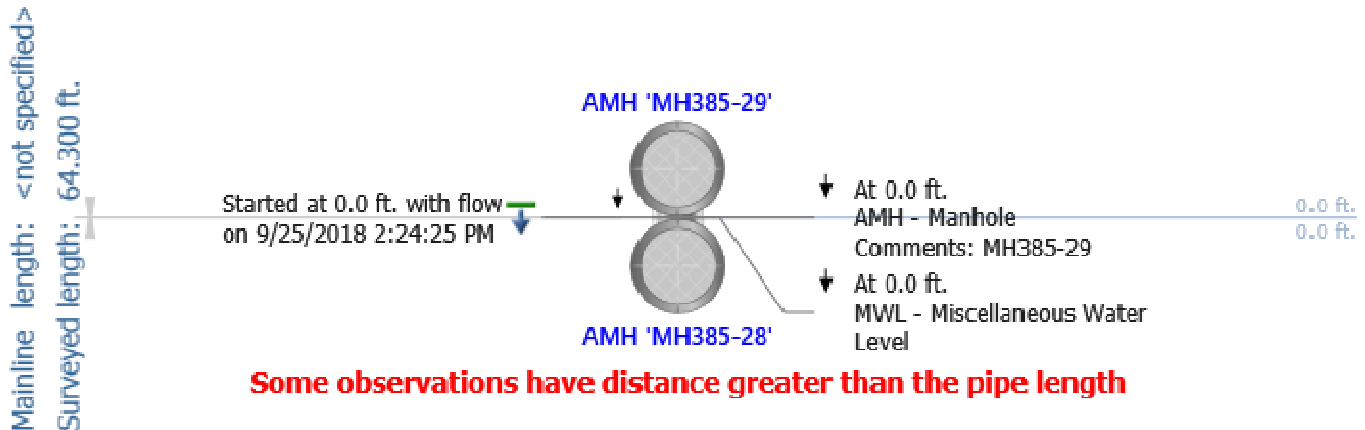 Mainline length: <not specified>
Surveyed length: 64.300 ft.
AMH 'MH385-29'
Started at 0.0 ft. with flow
on 9/25/2018 2:24:25 PM
At 0.0 ft.
AMH - Manhole
Comments: MH385-29
0.0 ft.
0.0 ft.
At 0.0 ft.
MWL - Miscellaneous Water
Level
AMH 'MH385-28'
Some observations have distance greater than the pipe length